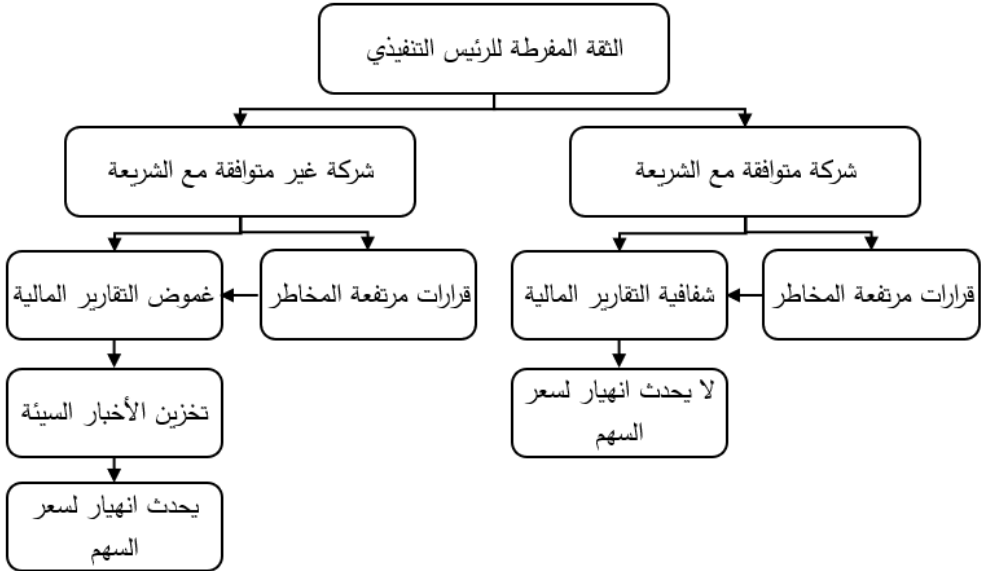 الثقة المفرطة للرئيس التنفيذي
شركة متوافقة مع الشريعة
شركة غير متوافقة مع الشريعة
قرارات مرتفعة المخاطر
شفافية التقارير المالية
قرارات مرتفعة المخاطر
غموض التقارير المالية
لا يحدث انهيار لسعر
السهم
تخزين الأخبار السيئة
يحدث انهيار لسعر
السهم